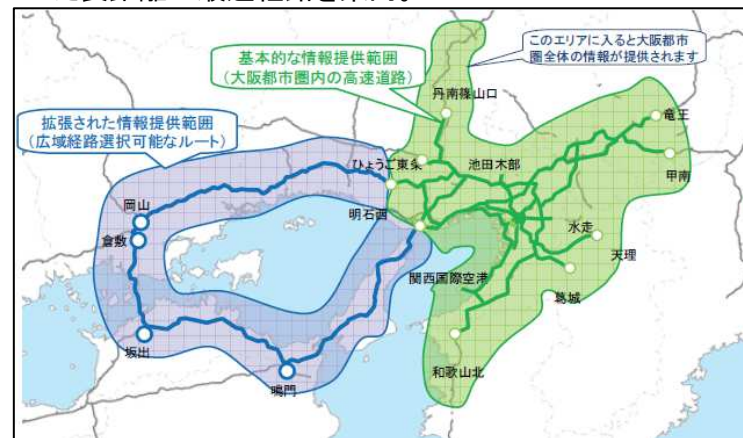 基本的な情報提供範囲
(大阪都市圏内の高速道路)
このエリアに入ると大阪都市
圏全体の情報が提供されます
拡張された情報提供範囲
(広域経路選択可能なルート)
丹南篠山口
竜王
ひょうご東条
池田木部
甲南
岡山
倉敷
明石西
水走
天理
関西国際空港
葛城
坂出
鳴門
和歌山北